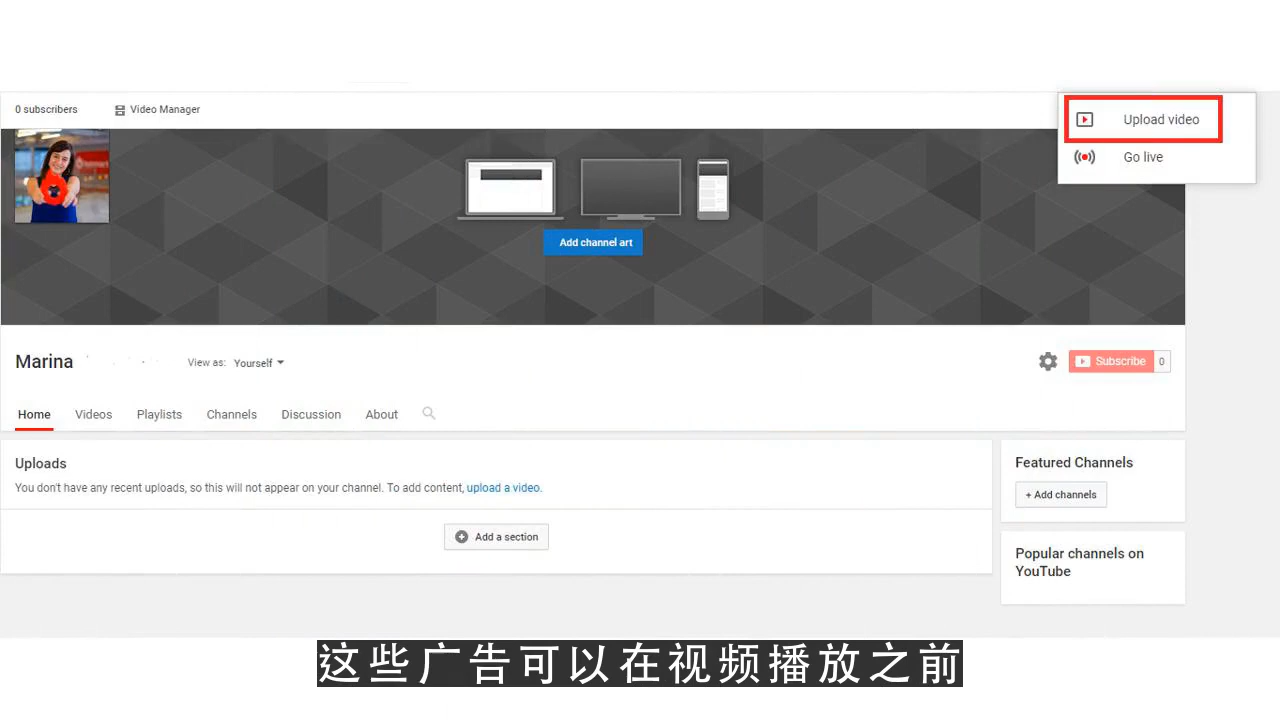 0 subscribers
Video Manager
Upload video
Go live
Add channel art
Marina
View as: Yourself
Subscribe 0
Home Videos Playlists Channels Discussion About
Uploads
You don't have any recent uploads, so this will not appear on your channel. To add content, upload a video.
Add a section
Featured Channels
+ Add channels
Popular channels on
YouTube
这些广告可以在视频播放之前